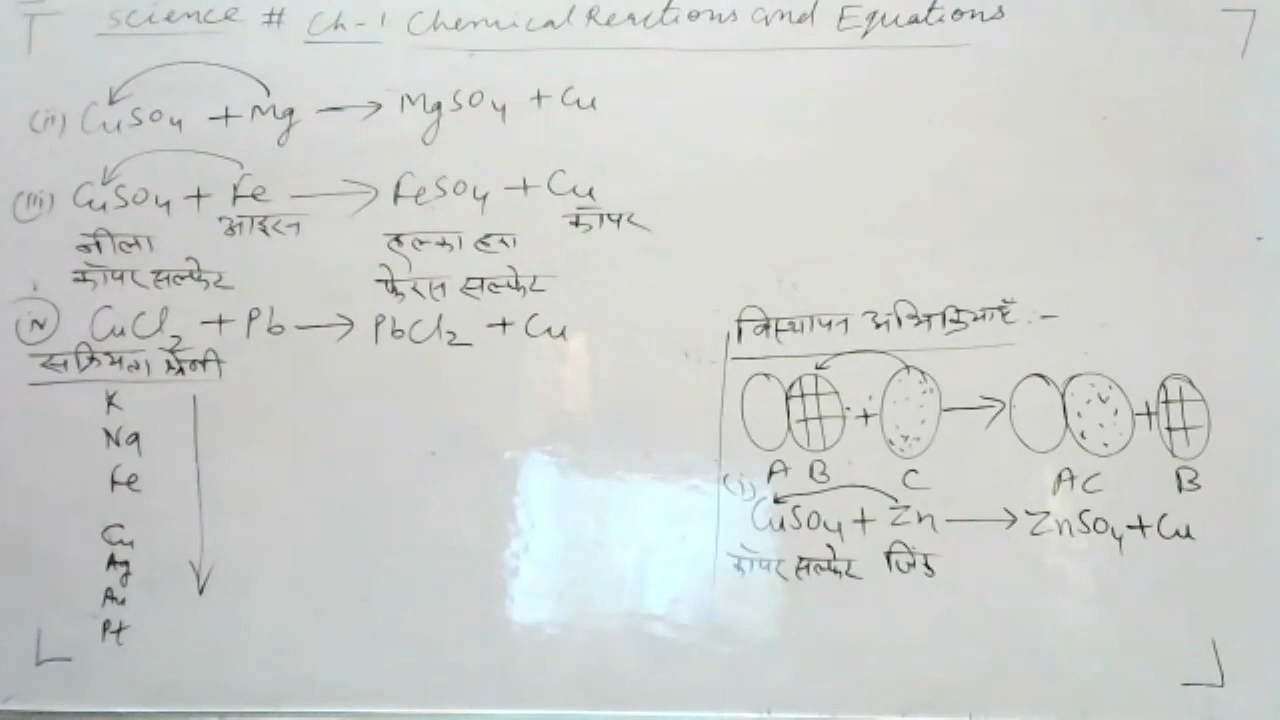 Science # Ch-1 Chemical Reactions and Equations
(ii) CuSO4 + Mg → MgSO4 + Cu
(iii) CuSO4 + Fe → FeSO4 + Cu
आइरन कॉपर
नीला हल्का हरा
कॉपर सल्फेट फेरस सल्फेट
(iv) CuCl2 + Pb → PbCl2 + Cu
सक्रियता श्रेणी
K
Na
Fe
Cu
Ag
Au
Pt
विस्थापन अभिक्रियाएँ :-
+ → +
A B C AC B
(i) CuSO4 + Zn → ZnSO4 + Cu
कॉपर सल्फेट जिंक